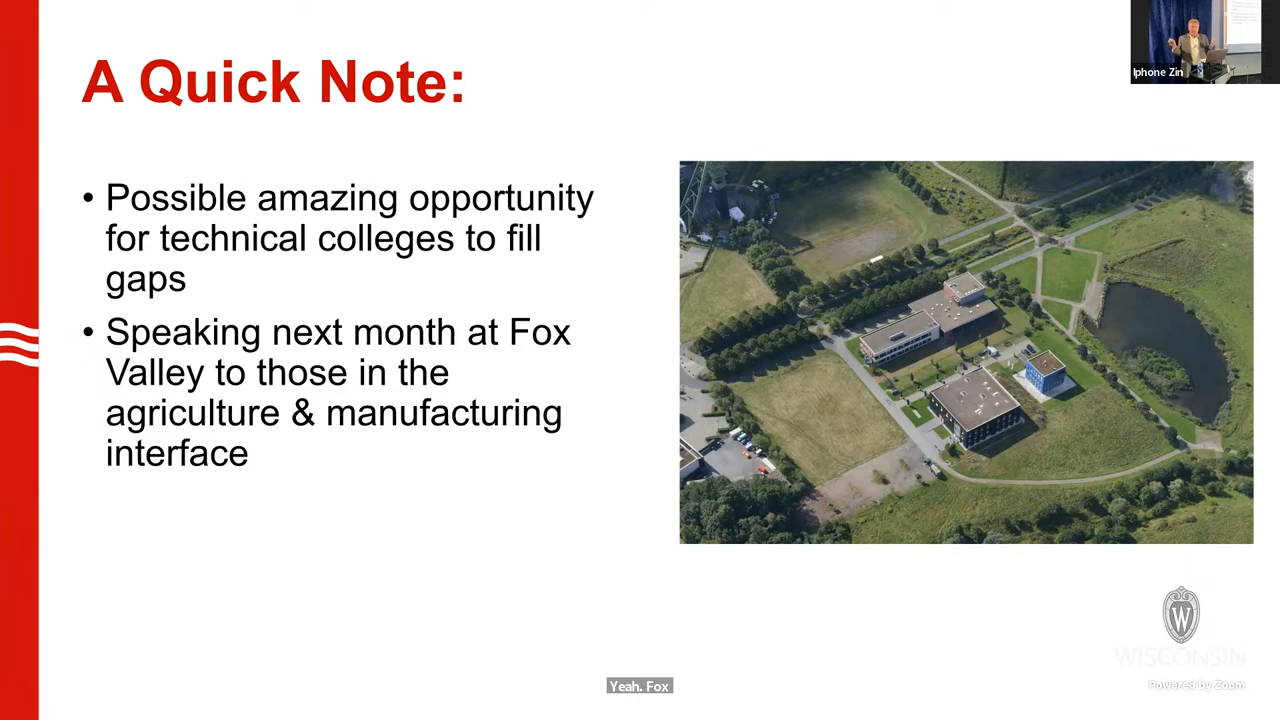 A Quick Note:
Iphone Zin
• Possible amazing opportunity
for technical colleges to fill
gaps
• Speaking next month at Fox
Valley to those in the
agriculture & manufacturing
interface
W
WISCONSIN
Powered by Zoom
Yeah. Fox